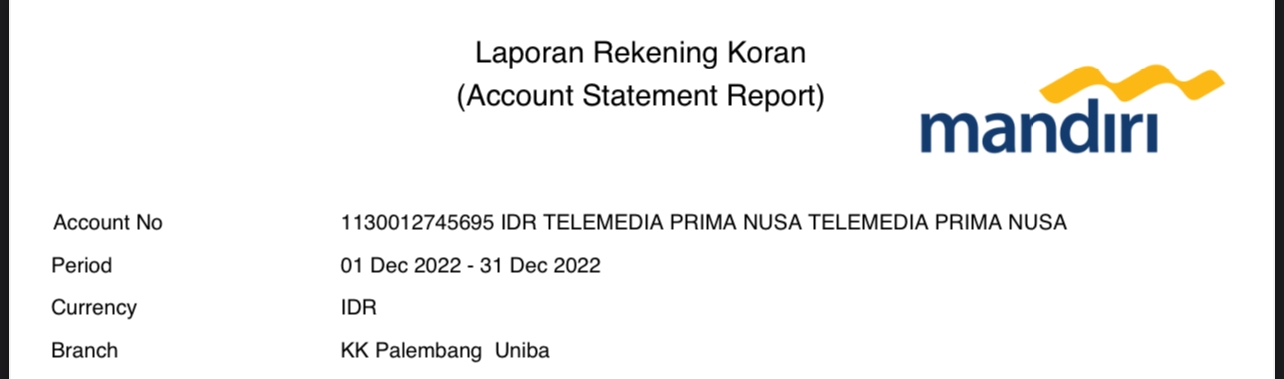 Laporan Rekening Koran
(Account Statement Report)
mandırı
Account No 1130012745695 IDR TELEMEDIA PRIMA NUSA TELEMEDIA PRIMA NUSA
Period 01 Dec 2022 - 31 Dec 2022
Currency IDR
Branch KK Palembang  Uniba